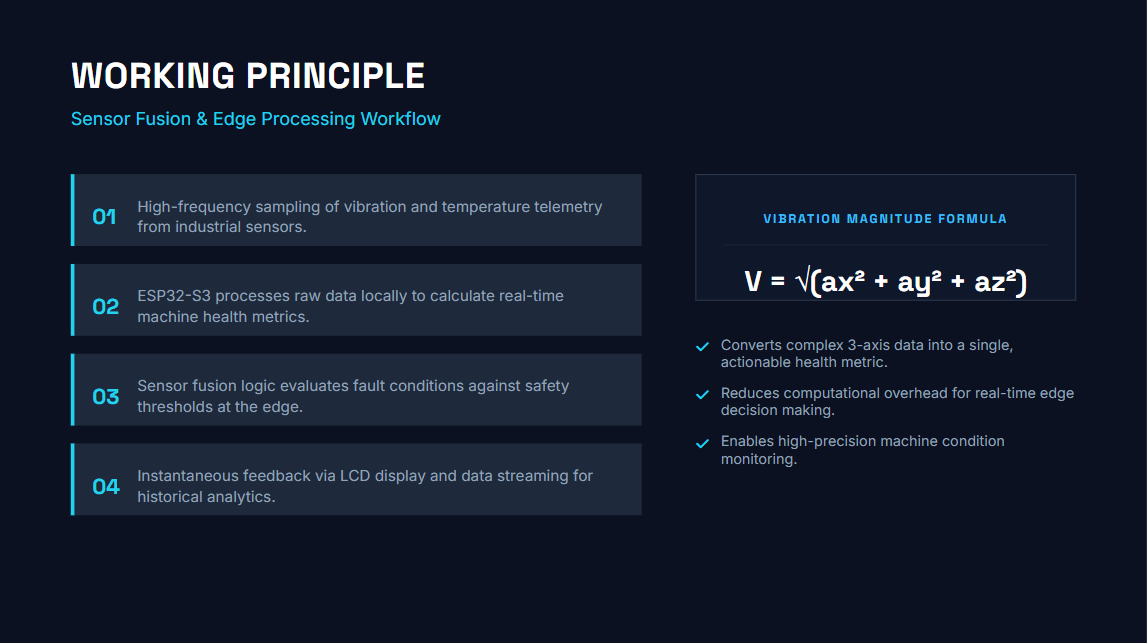 WORKING PRINCIPLE
Sensor Fusion & Edge Processing Workflow
01
High-frequency sampling of vibration and temperature telemetry
from industrial sensors.
02
ESP32-S3 processes raw data locally to calculate real-time
machine health metrics.
03
Sensor fusion logic evaluates fault conditions against safety
thresholds at the edge.
04
Instantaneous feedback via LCD display and data streaming for
historical analytics.
VIBRATION MAGNITUDE FORMULA
V = √(ax² + ay² + az²)
Converts complex 3-axis data into a single,
actionable health metric.
Reduces computational overhead for real-time edge
decision making.
Enables high-precision machine condition
monitoring.